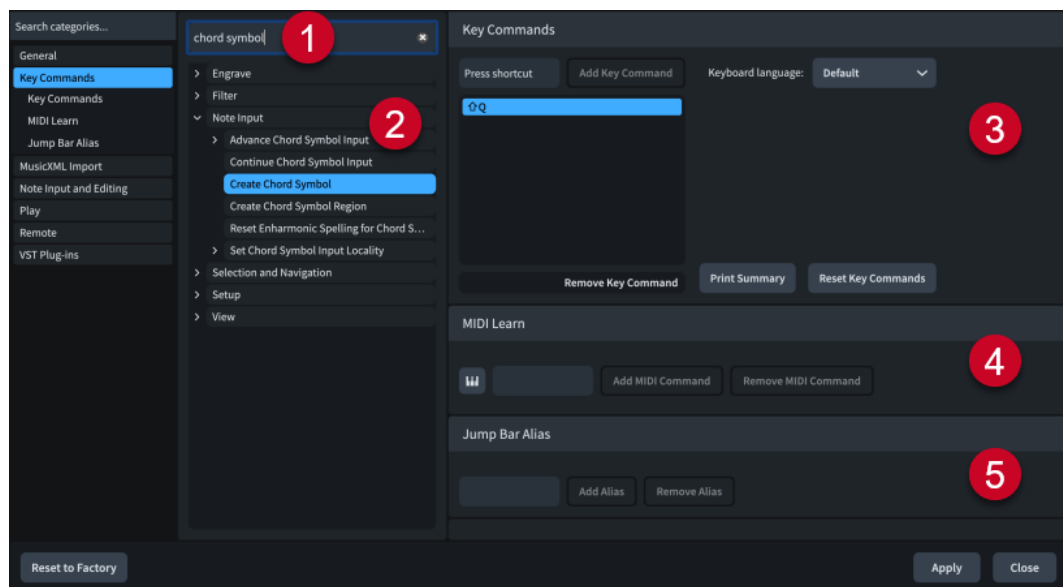 Search categories...
General
Key Commands
Key Commands
MIDI Learn
Jump Bar Alias
MusicXML Import
Note Input and Editing
Play
Remote
VST Plug-ins
chord symbol
1
Engrave
Filter
Note Input
2
Advance Chord Symbol Input
Continue Chord Symbol Input
Create Chord Symbol
Create Chord Symbol Region
Reset Enharmonic Spelling for Chord S...
Set Chord Symbol Input Locality
Selection and Navigation
Setup
View
Key Commands
Press shortcut Add Key Command Keyboard language: Default
⇧Q
3
Remove Key Command Print Summary Reset Key Commands
MIDI Learn
4
Add MIDI Command Remove MIDI Command
Jump Bar Alias
5
Add Alias Remove Alias
Reset to Factory Apply Close